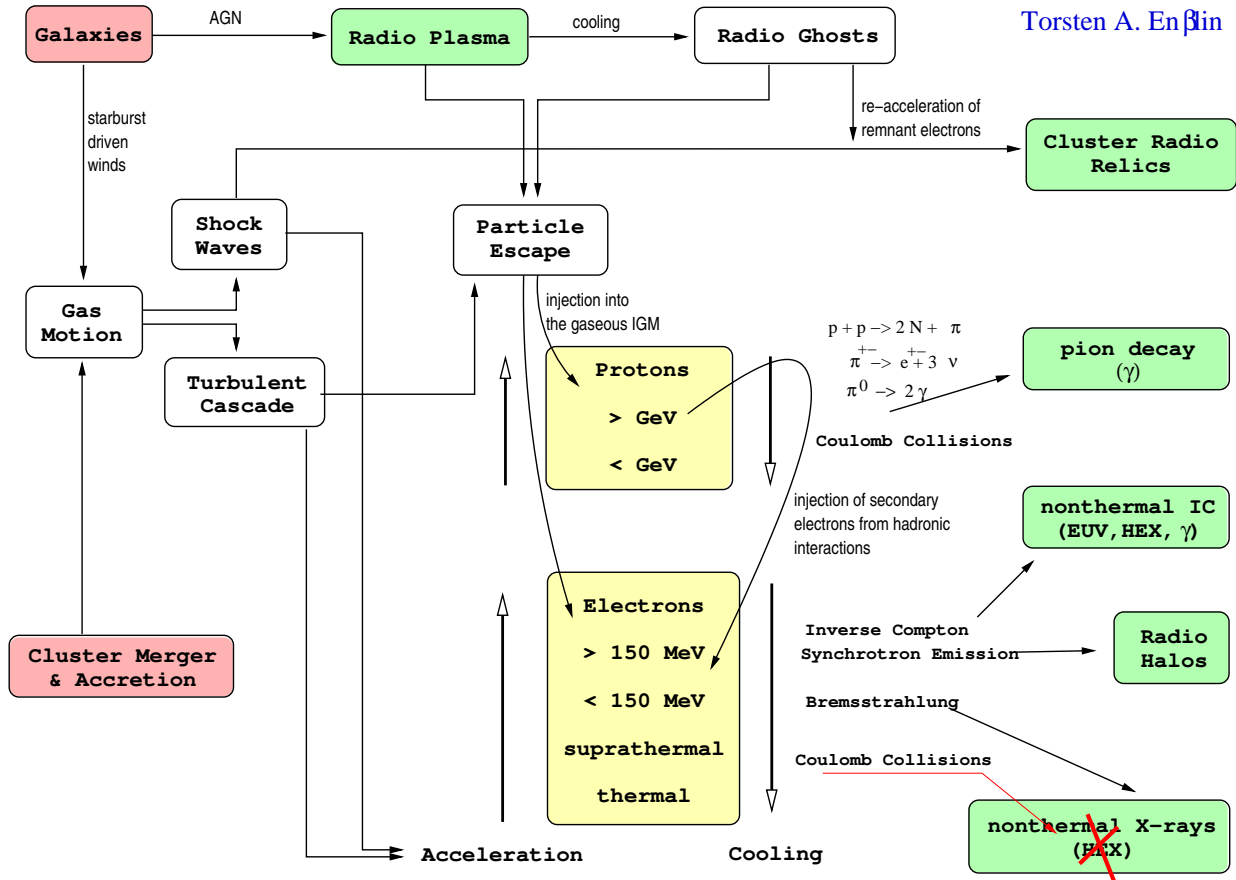 Galaxies
AGN
Radio Plasma
cooling
Radio Ghosts
Torsten A. Enβlin
starburst
driven
winds
re-acceleration of
remnant electrons
Cluster Radio
Relics
Shock
Waves
Particle
Escape
Gas
Motion
injection into
the gaseous IGM
Turbulent
Cascade
Protons
> GeV
< GeV
p + p -> 2 N + π
π +- -> e +- + 3 ν
π0 -> 2 γ
Coulomb Collisions
pion decay
(γ)
injection of secondary
electrons from hadronic
interactions
nonthermal IC
(EUV,HEX, γ)
Cluster Merger
& Accretion
Electrons
> 150 MeV
< 150 MeV
suprathermal
thermal
Inverse Compton
Synchrotron Emission
Radio
Halos
Bremsstrahlung
Coulomb Collisions
nonthermal X-rays
(HEX)
Acceleration
Cooling